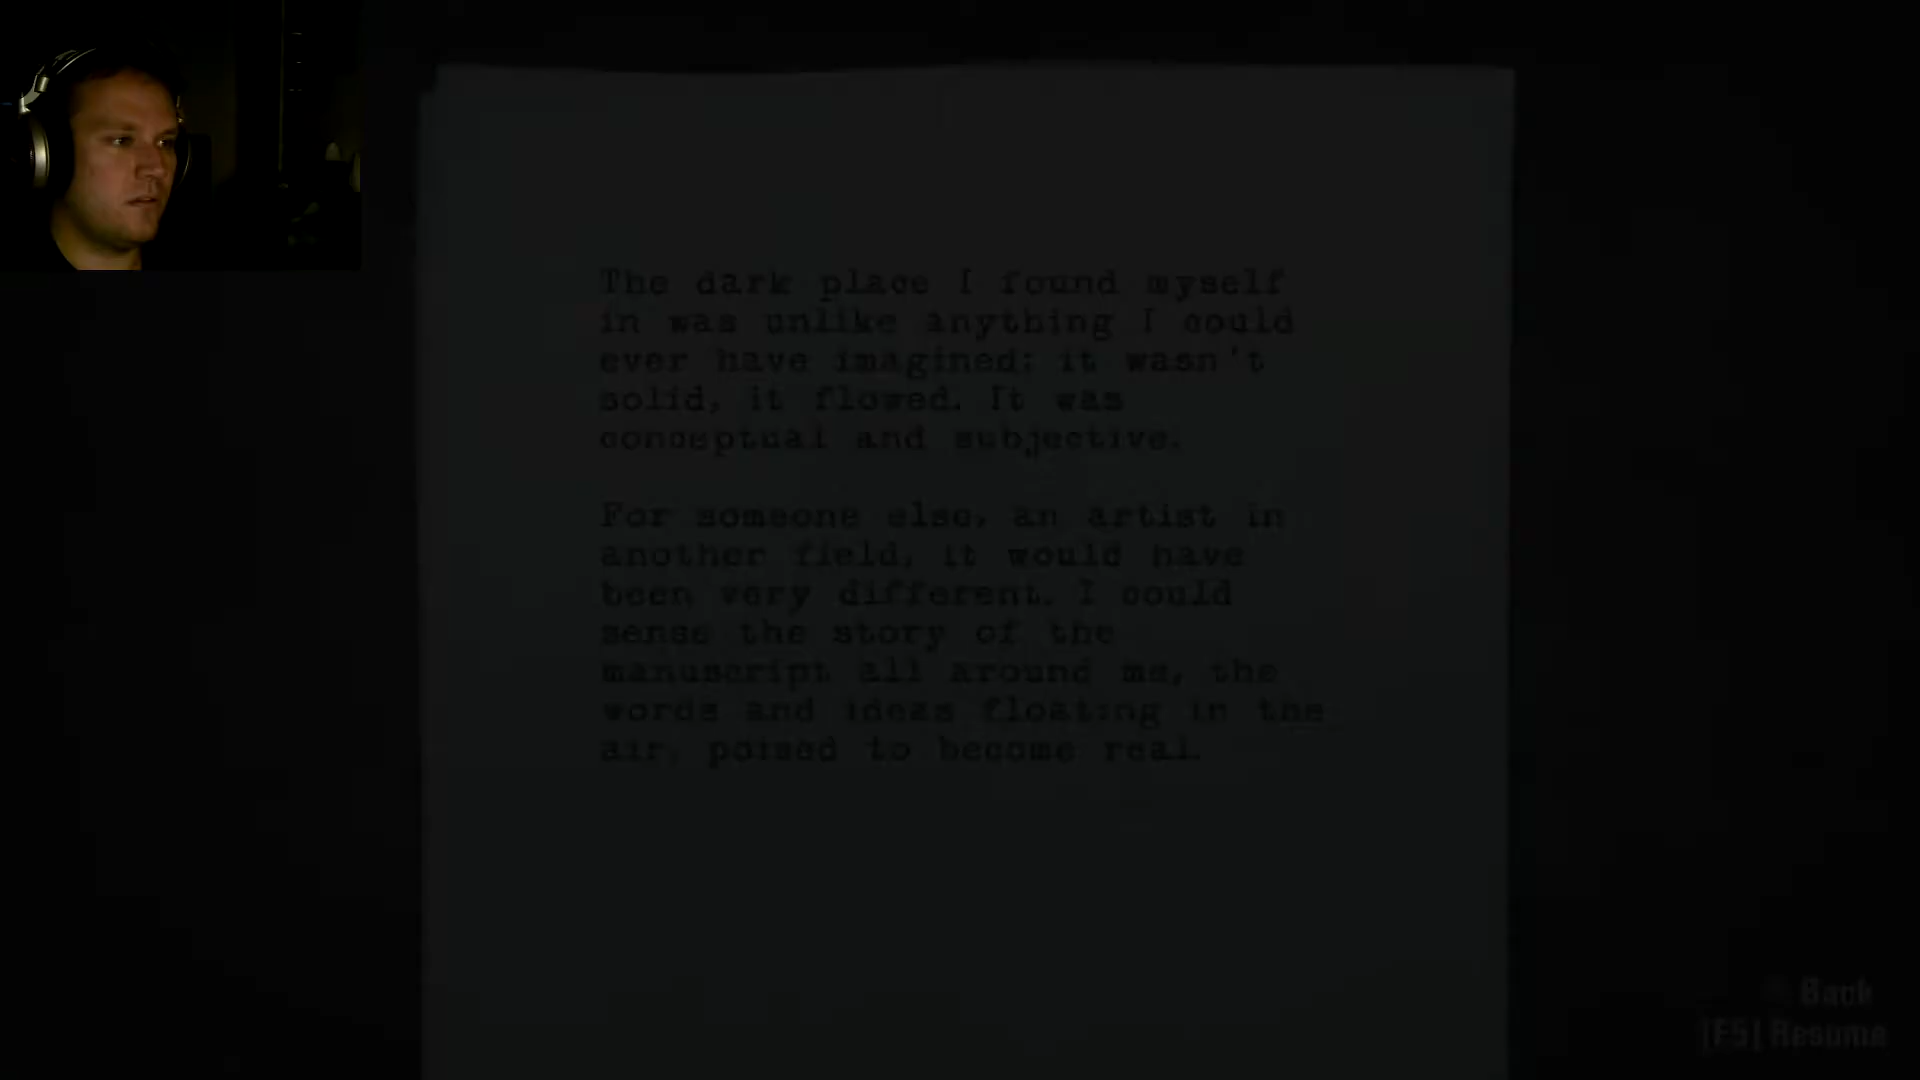 The dark place I found myself
in was unlike anything I could
ever have imagined: it wasn't
solid, it flowed. It was
conceptual and subjective.
For someone else, an artist in
another field, it would have
been very different. I could
sense the story of the
manuscript all around me, the
words and ideas floating in the
air, poised to become real.
Back
[F5] Resume